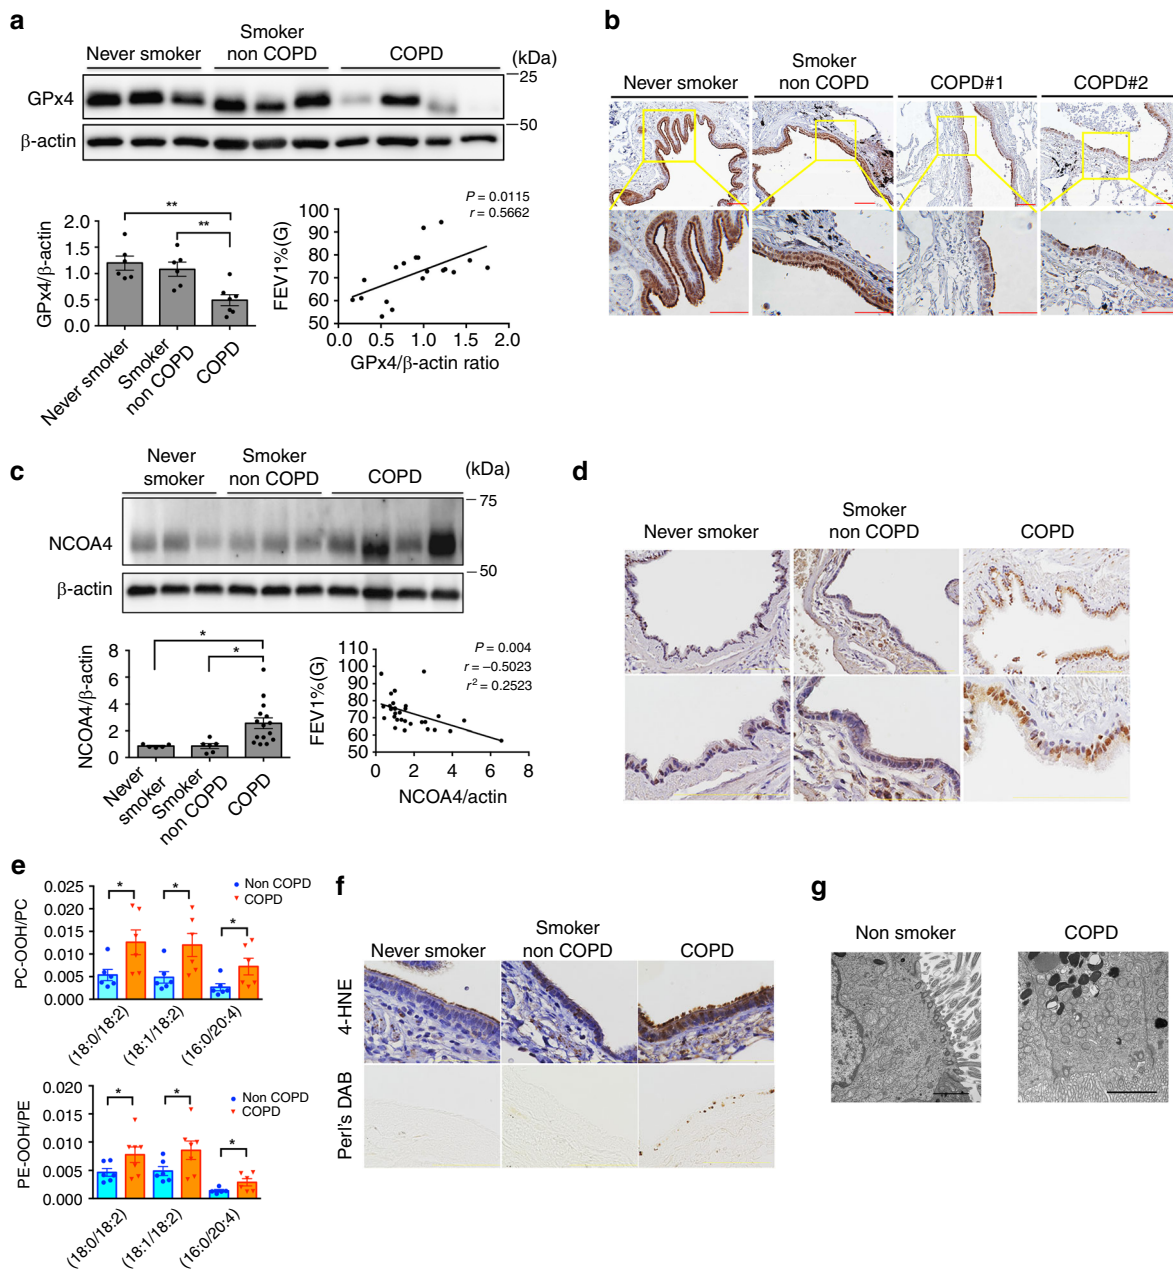 a
Never smoker
Smoker
non COPD
COPD
(kDa)
25
GPx4
50
β-actin
**
**
GPx4/β-actin
2.0
1.5
1.0
0.5
0.0
Never smoker
Smoker
non COPD
COPD
P = 0.0115
r = 0.5662
FEV1%(G)
100
90
80
70
60
50
0.0 0.5 1.0 1.5 2.0
GPx4/β-actin ratio
b
Never smoker
Smoker
non COPD
COPD#1
COPD#2
c
Never
smoker
Smoker
non COPD
COPD
(kDa)
75
NCOA4
50
β-actin
*
*
NCOA4/β-actin
8
6
4
2
0
Never
smoker
Smoker
non COPD
COPD
P = 0.004
r = –0.5023
r² = 0.2523
FEV1%(G)
110
100
90
80
70
60
50
0 2 4 6 8
NCOA4/actin
d
Never smoker
Smoker
non COPD
COPD
e
Non COPD
COPD
* * *
PC-OOH/PC
0.025
0.020
0.015
0.010
0.005
0.000
(18:0/18:2)
(18:1/18:2)
(16:0/20:4)
Non COPD
COPD
* * *
PE-OOH/PE
0.020
0.015
0.010
0.005
0.000
(18:0/18:2)
(18:1/18:2)
(16:0/20:4)
f
Never smoker
Smoker
non COPD
COPD
4-HNE
Perl's DAB
g
Non smoker
COPD